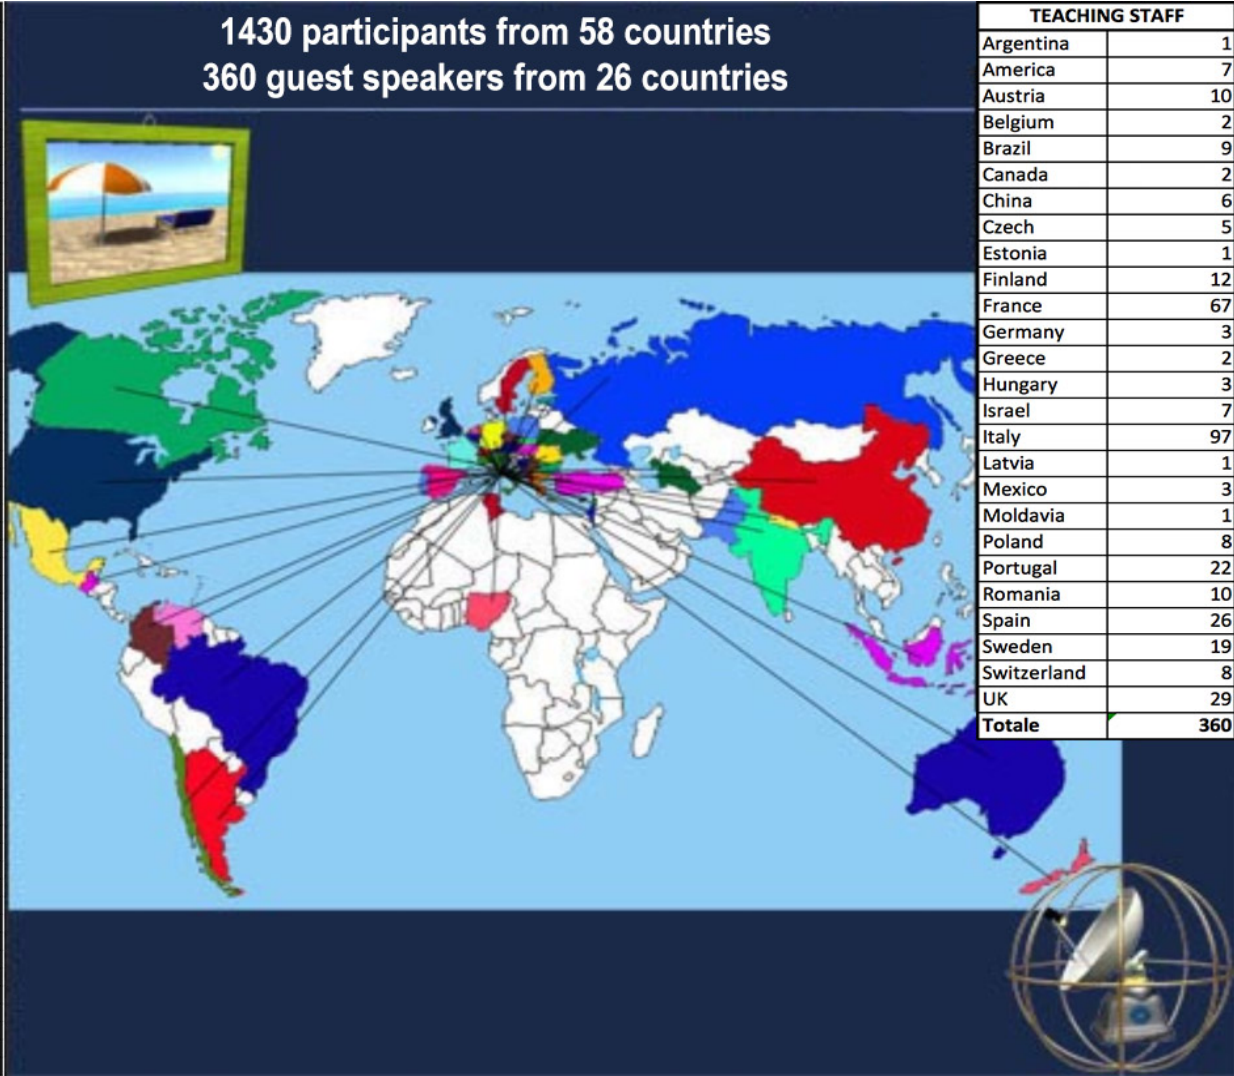 1430 participants from 58 countries
360 guest speakers from 26 countries
TEACHING STAFF
Argentina 1
America 7
Austria 10
Belgium 2
Brazil 9
Canada 2
China 6
Czech 5
Estonia 1
Finland 12
France 67
Germany 3
Greece 2
Hungary 3
Israel 7
Italy 97
Latvia 1
Mexico 3
Moldavia 1
Poland 8
Portugal 22
Romania 10
Spain 26
Sweden 19
Switzerland 8
UK 29
Totale 360